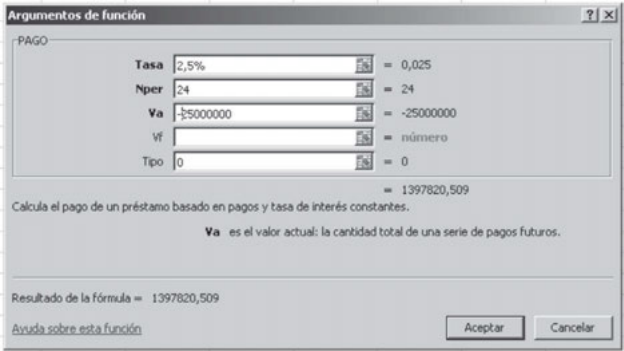 Argumentos de función
PAGO
Tasa 2,5% = 0,025
Nper 24 = 24
Va -25000000 = -25000000
Vf = número
Tipo 0 = 0
= 1397820,509
Calcula el pago de un préstamo basado en pagos y tasa de interés constantes.
Va es el valor actual: la cantidad total de una serie de pagos futuros.
Resultado de la fórmula = 1397820,509
Ayuda sobre esta función Aceptar Cancelar